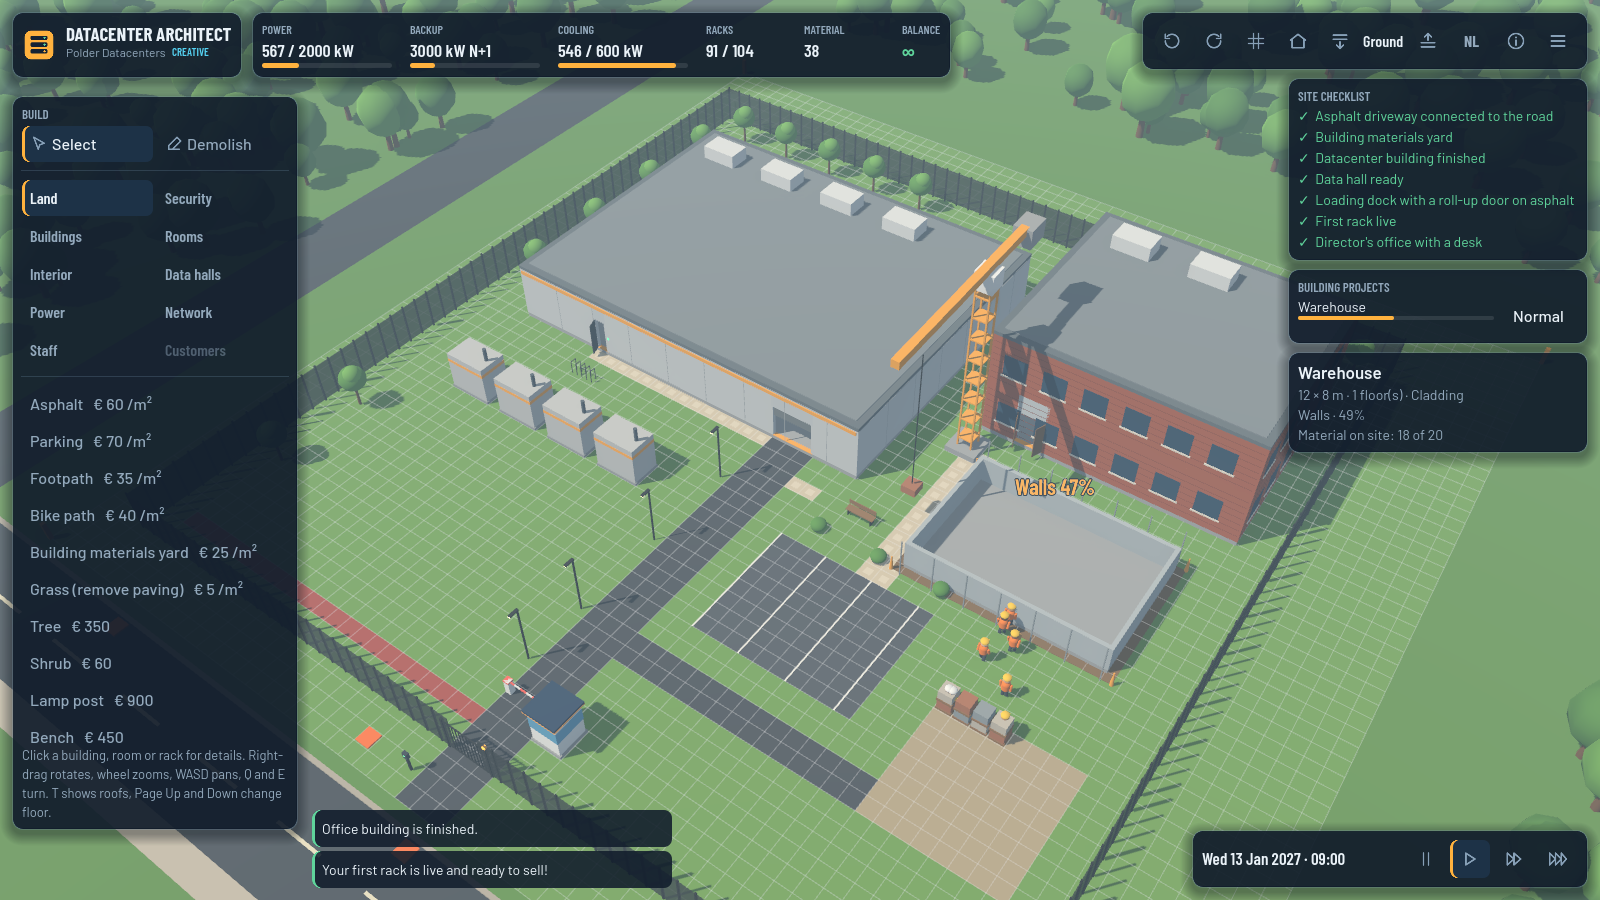 DATACENTER ARCHITECT
Polder Datacenters CREATIVE
POWER
567 / 2000 kW
BACKUP
3000 kW N+1
COOLING
546 / 600 kW
RACKS
91 / 104
MATERIAL
38
BALANCE
∞
Ground
NL
BUILD
Select
Demolish
Land
Security
Buildings
Rooms
Interior
Data halls
Power
Network
Staff
Customers
Asphalt € 60 /m²
Parking € 70 /m²
Footpath € 35 /m²
Bike path € 40 /m²
Building materials yard € 25 /m²
Grass (remove paving) € 5 /m²
Tree € 350
Shrub € 60
Lamp post € 900
Bench € 450
Click a building, room or rack for details. Right-
drag rotates, wheel zooms, WASD pans, Q and E
turn. T shows roofs, Page Up and Down change
floor.
SITE CHECKLIST
✓ Asphalt driveway connected to the road
✓ Building materials yard
✓ Datacenter building finished
✓ Data hall ready
✓ Loading dock with a roll-up door on asphalt
✓ First rack live
✓ Director's office with a desk
BUILDING PROJECTS
Warehouse
Normal
Warehouse
12 × 8 m · 1 floor(s) · Cladding
Walls · 49%
Material on site: 18 of 20
Walls 47%
Office building is finished.
Your first rack is live and ready to sell!
Wed 13 Jan 2027 · 09:00